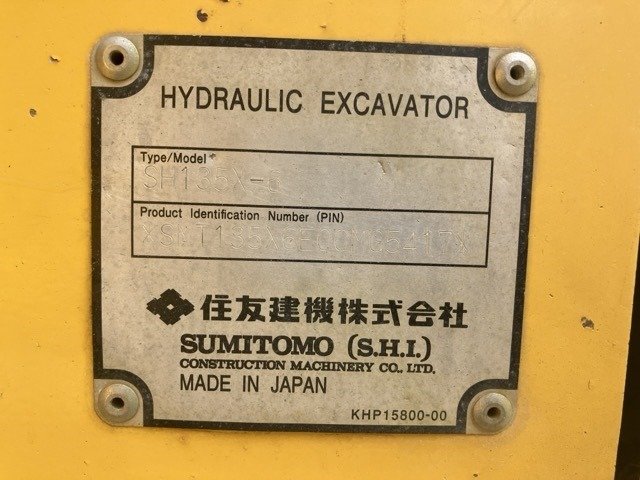 HYDRAULIC EXCAVATOR
Type/Model
SH135X-6
Product Identification Number (PIN)
住友建機株式会社
SUMITOMO (S.H.I.)
CONSTRUCTION MACHINERY CO., LTD.
MADE IN JAPAN
KHP15800-00